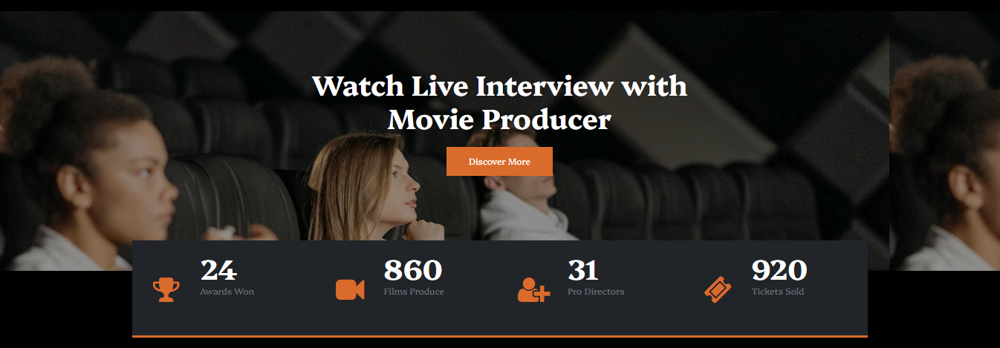 Watch Live Interview with
Movie Producer
Discover More
24
Awards Won
860
Films Produce
31
Pro Directors
920
Tickets Sold